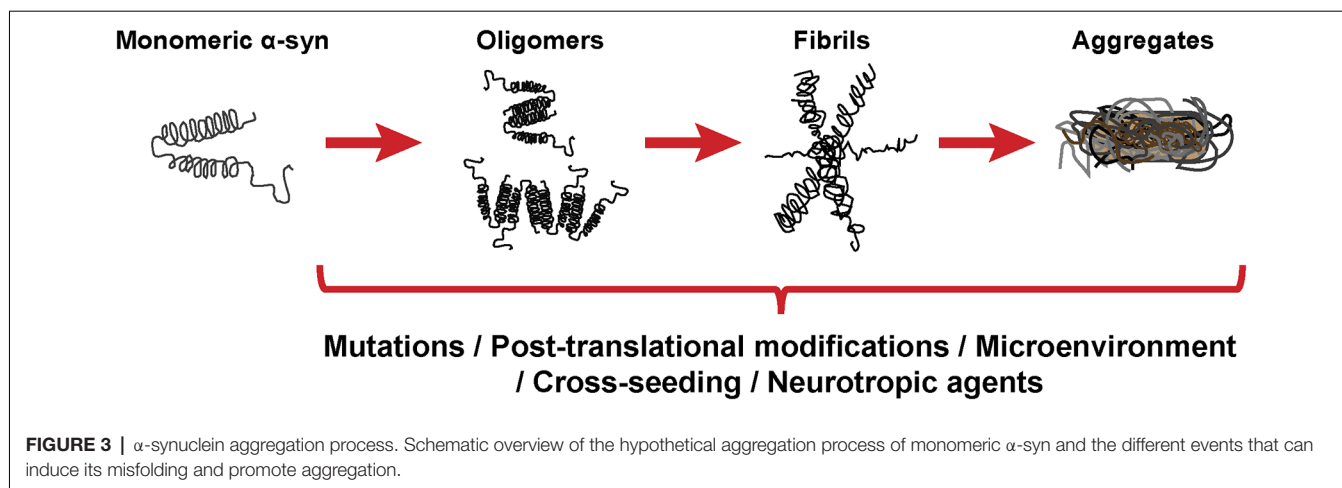 Monomeric α-syn Oligomers Fibrils Aggregates
Mutations / Post-translational modifications / Microenvironment
/ Cross-seeding / Neurotropic agents
FIGURE 3 | α-synuclein aggregation process. Schematic overview of the hypothetical aggregation process of monomeric α-syn and the different events that can
induce its misfolding and promote aggregation.